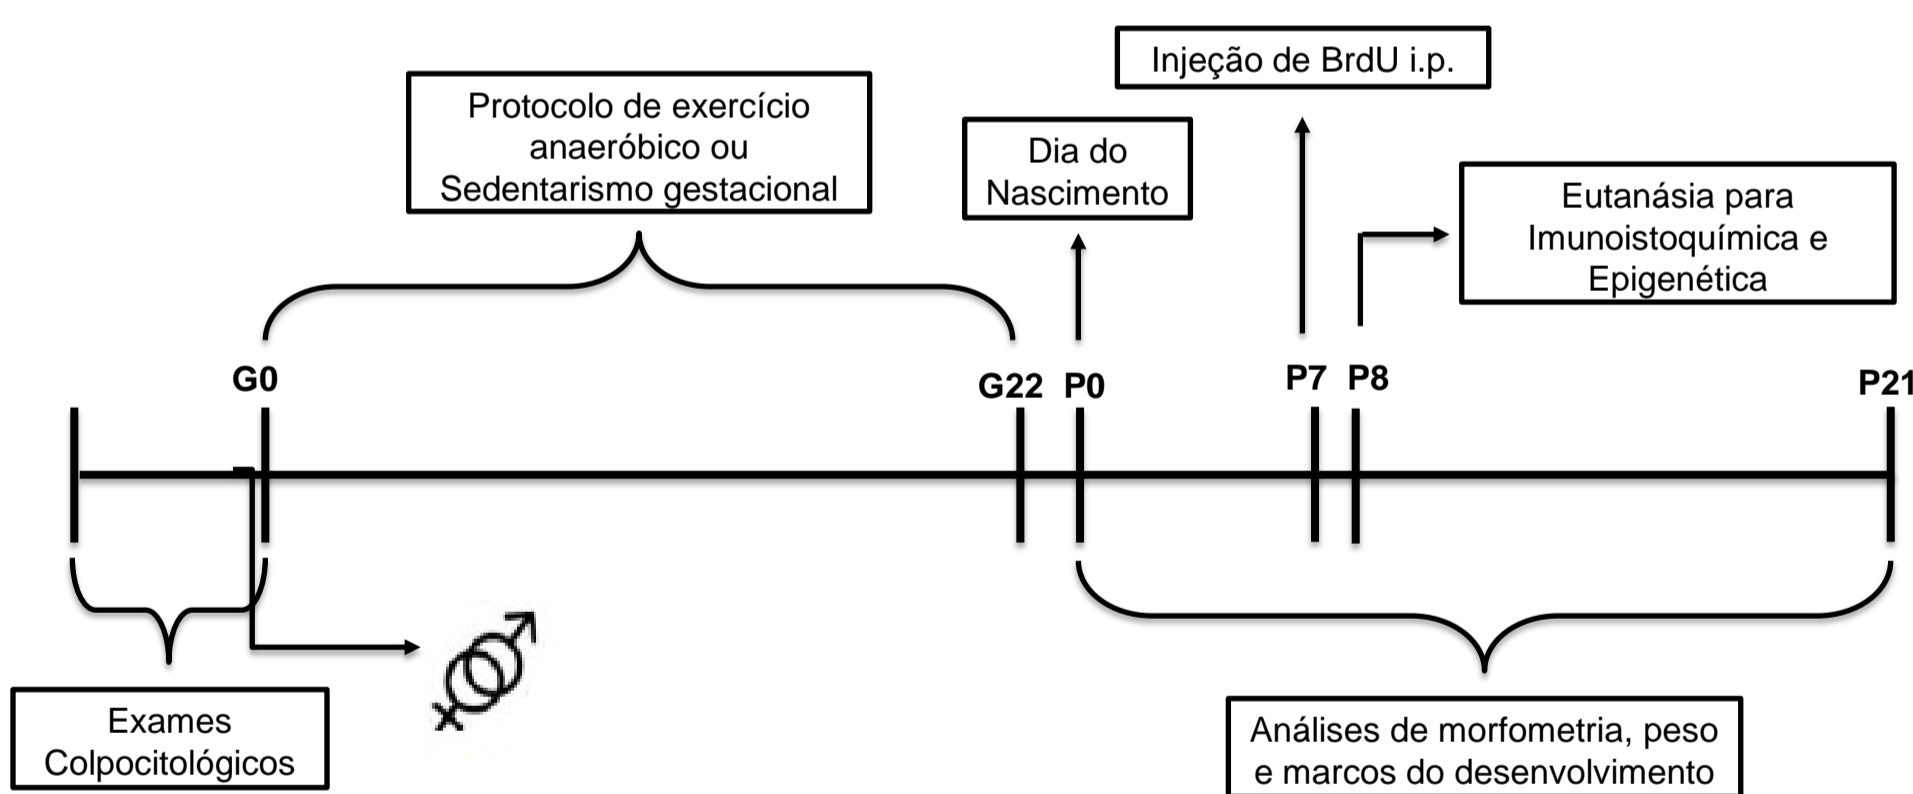 Injeção de BrdU i.p.
Protocolo de exercício
anaeróbico ou
Sedentarismo gestacional
Dia do
Nascimento
Eutanásia para
Imunoistoquímica e
Epigenética
G0
G22
P0
P7
P8
P21
Exames
Colpocitológicos
Análises de morfometria, peso
e marcos do desenvolvimento